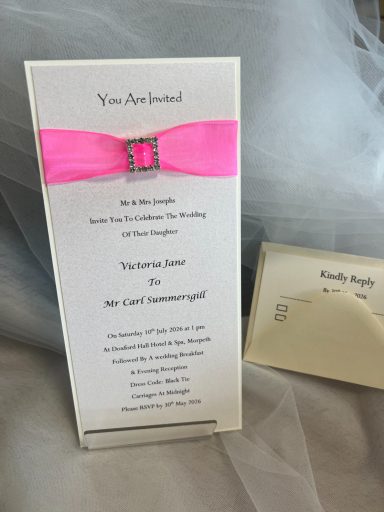 You Are Invited
Mr & Mrs Josephs
Invite You To Celebrate The Wedding
Of Their Daughter
Victoria Jane
To
Mr Carl Summersgill
On Saturday 10th July 2026 at 1 pm
At Doxford Hall Hotel & Spa, Morpeth
Followed By A wedding Breakfast
& Evening Reception
Dress Code: Black Tie
Carriages At Midnight
Please RSVP by 30th May 2026
Kindly Reply
By 2026